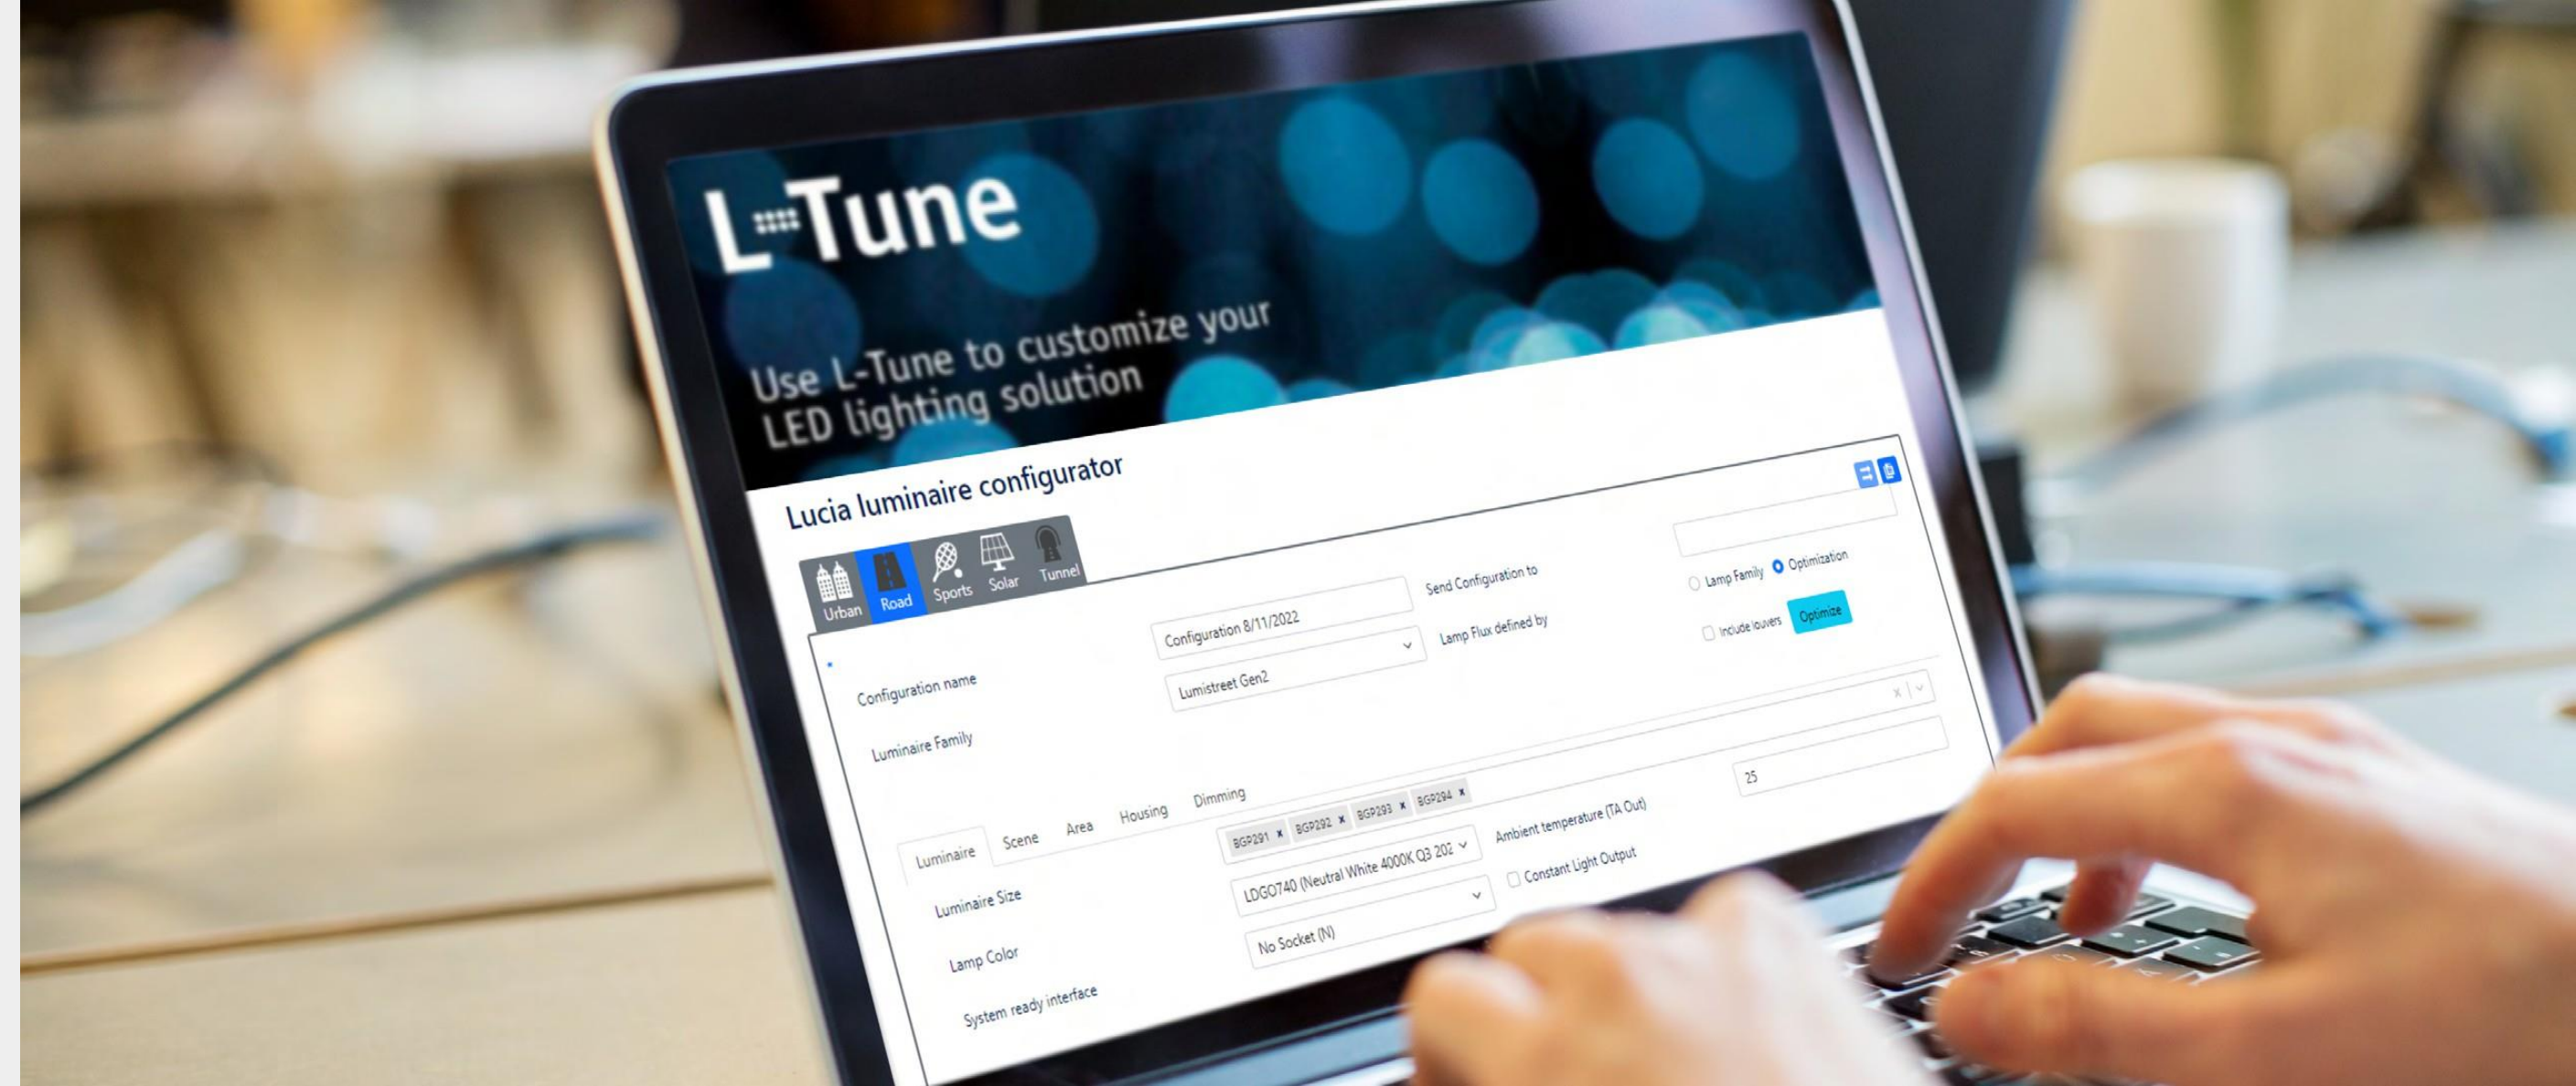 L-Tune
Use L-Tune to customize your
LED lighting solution
Lucia luminaire configurator
Urban
Road
Sports
Solar
Tunnel
Configuration name
Configuration 8/11/2022
Send Configuration to
Luminaire Family
Lumistreet Gen2
Lamp Flux defined by
Lamp Family
Optimization
Include louvers
Optimize
Luminaire
Scene
Area
Housing
Dimming
Luminaire Size
BGP291 x BGP292 x BGP293 x BGP294 x
x
Lamp Color
LDGO740 (Neutral White 4000K Q3 202
Ambient temperature (TA Out)
25
System ready interface
No Socket (N)
Constant Light Output